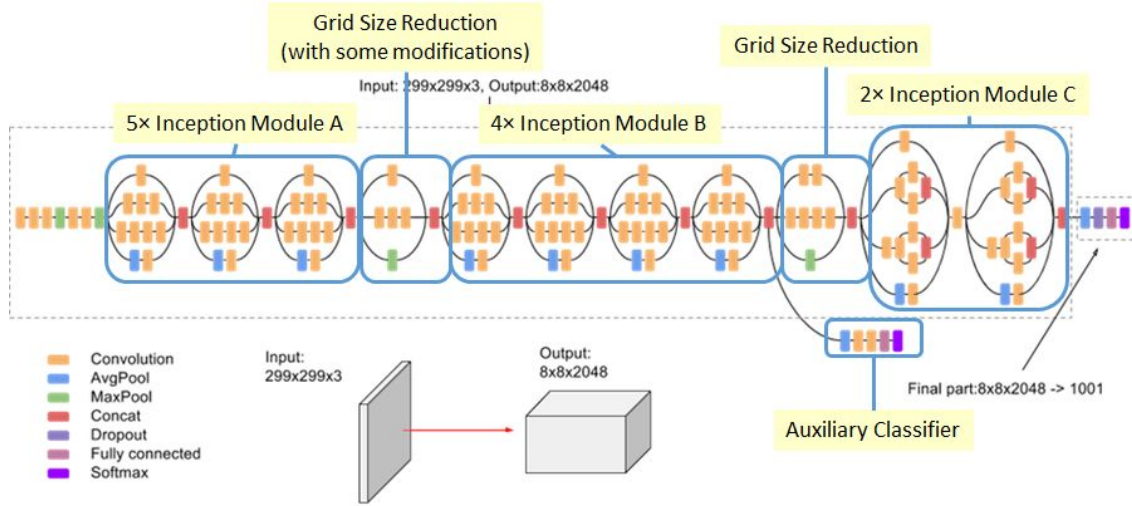 Grid Size Reduction
(with some modifications)
Grid Size Reduction
Input: 299x299x3, Output:8x8x2048
2× Inception Module C
5× Inception Module A
4× Inception Module B
Convolution
AvgPool
MaxPool
Concat
Dropout
Fully connected
Softmax
Input:
299x299x3
Output:
8x8x2048
Final part:8x8x2048 -> 1001
Auxiliary Classifier